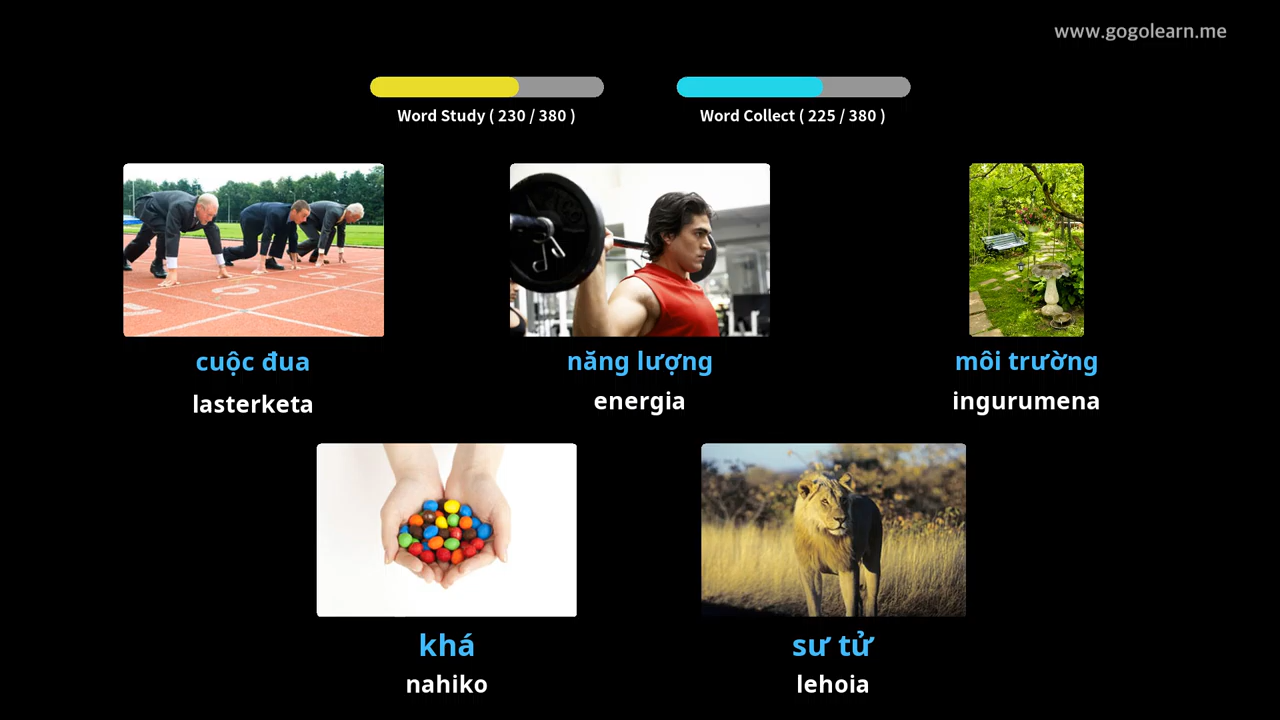 www.gogolearn.me
Word Study ( 230 / 380 )
Word Collect ( 225 / 380 )
cuộc đua
lasterketa
năng lượng
energia
môi trường
ingurumena
khá
nahiko
sư tử
lehoia